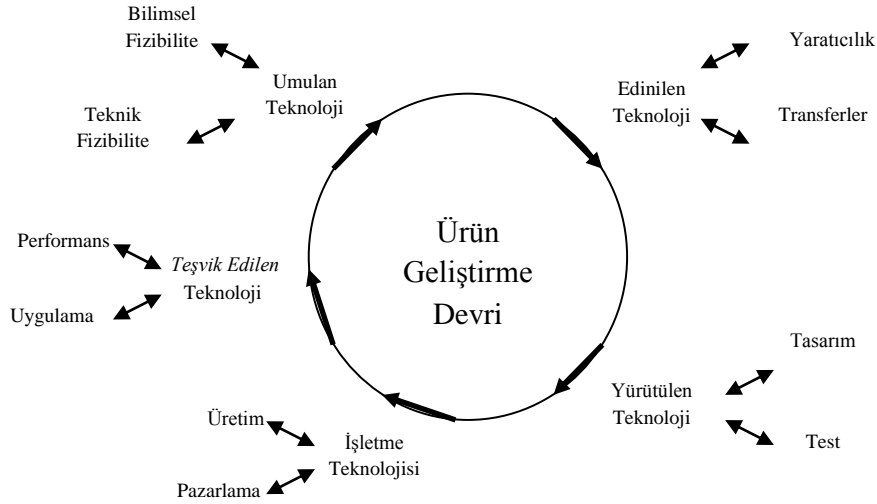 Bilimsel
Fizibilite
Umulan
Teknoloji
Teknik
Fizibilite
Edinilen
Teknoloji
Yaratıcılık
Transferler
Performans
Teşvik Edilen
Teknoloji
Uygulama
Ürün
Geliştirme
Devri
Tasarım
Yürütülen
Teknoloji
Test
Üretim
İşletme
Teknolojisi
Pazarlama